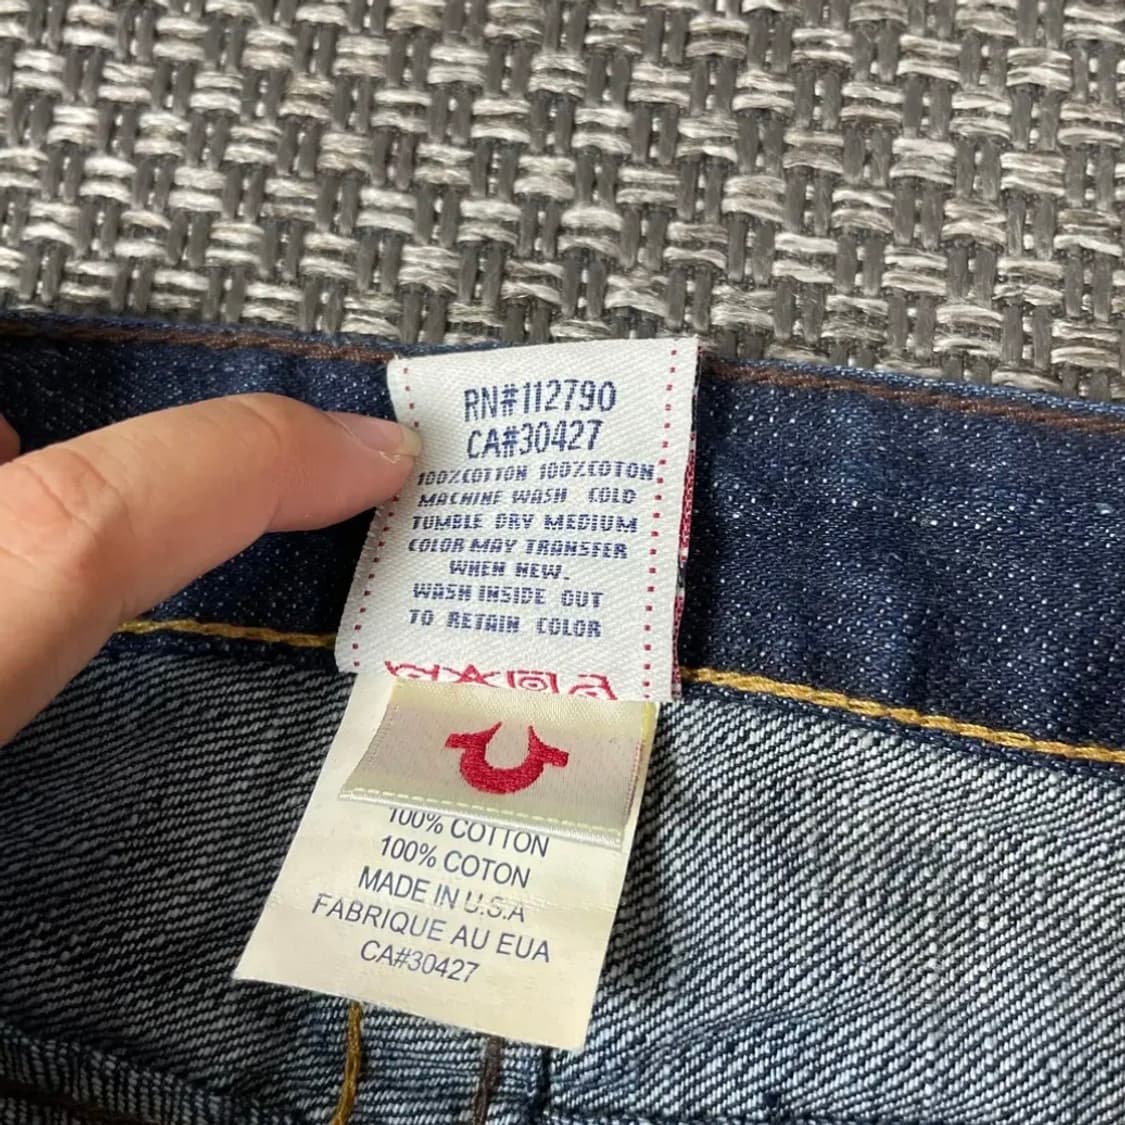 RN#112790
CA#30427
100%COTTON 100%COTON
MACHINE WASH COLD
TUMBLE DRY MEDIUM
COLOR MAY TRANSFER
WHEN NEW.
WASH INSIDE OUT
TO RETAIN COLOR
100% COTTON
100% COTON
MADE IN U.S.A
FABRIQUE AU EUA
CA#30427